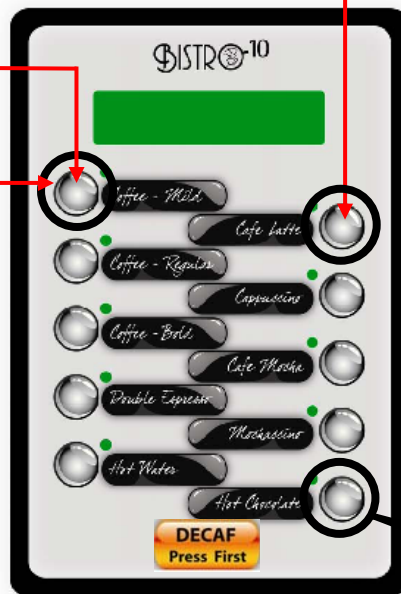 BISTRO-10
Coffee - Mild
Cafe Latte
Coffee - Regular
Cappuccino
Coffee - Bold
Cafe Mocha
Double Espresso
Mochaccino
Hot Water
Hot Chocolate
DECAF
Press First